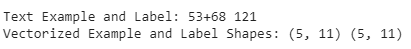 Text Example and Label: 53+68 121
Vectorized Example and Label Shapes: (5, 11) (5, 11)